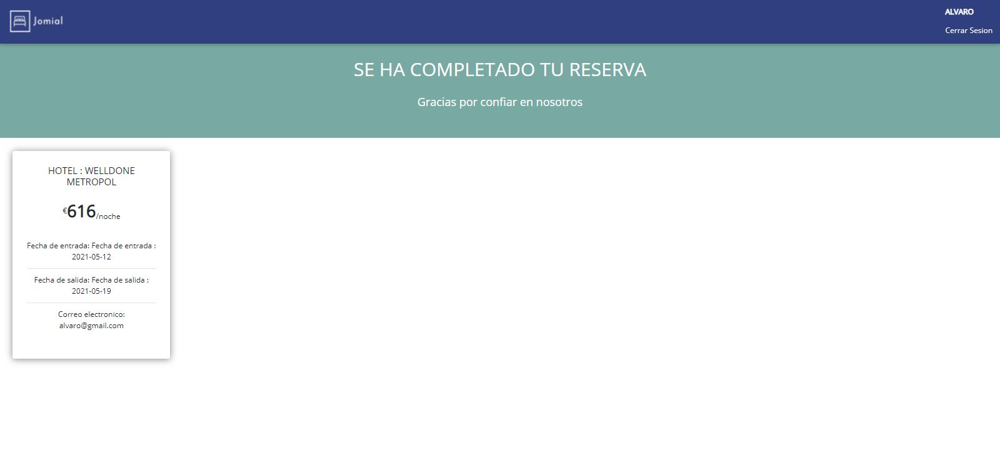 Jomial
ALVARO
Cerrar Sesion
SE HA COMPLETADO TU RESERVA
Gracias por confiar en nosotros
HOTEL : WELLDONE
METROPOL
€616/noche
Fecha de entrada: Fecha de entrada :
2021-05-12
Fecha de salida: Fecha de salida :
2021-05-19
Correo electronico:
alvaro@gmail.com